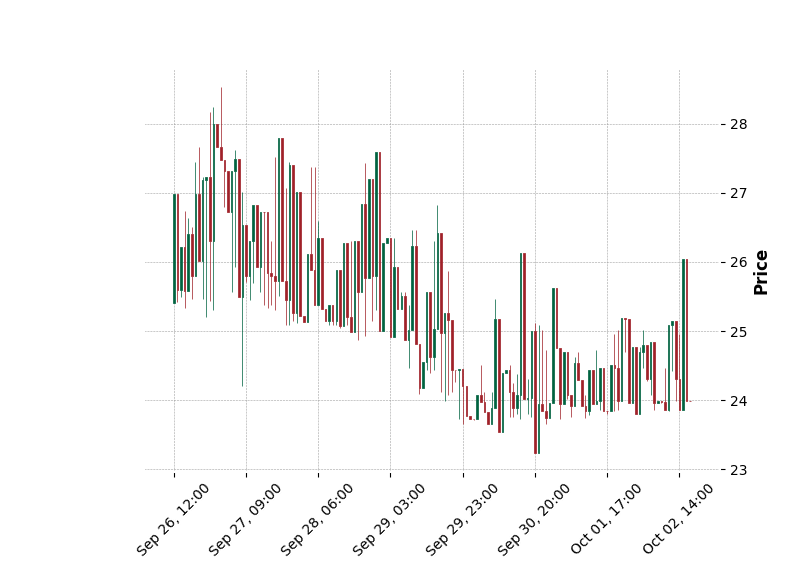 28
27
26
25
24
23
Price
Sep 26, 12:00
Sep 27, 09:00
Sep 28, 06:00
Sep 29, 03:00
Sep 29, 23:00
Sep 30, 20:00
Oct 01, 17:00
Oct 02, 14:00